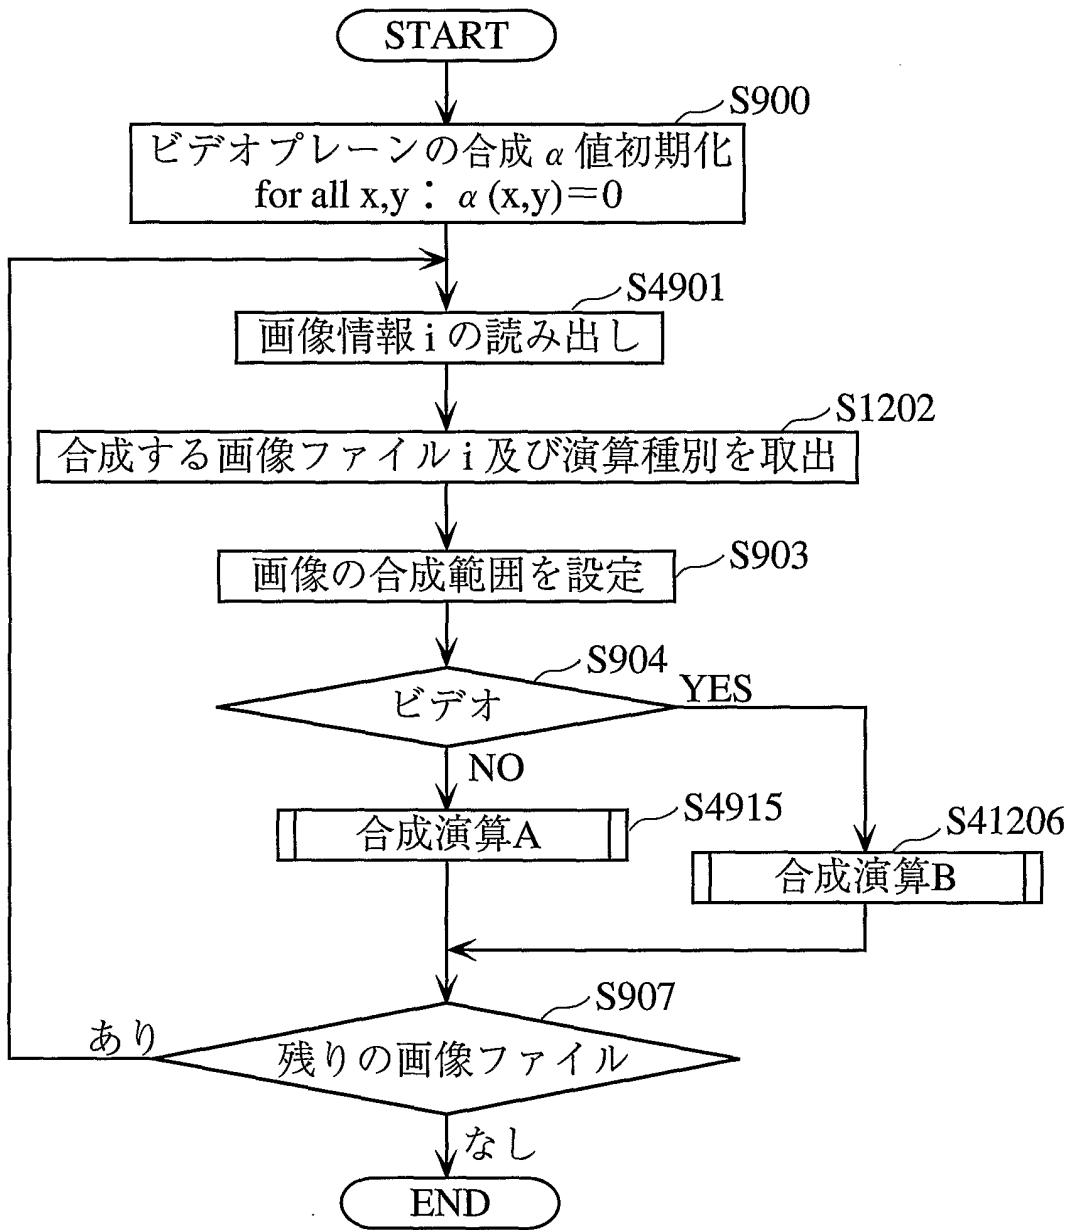 START
S900
ビデオプレーンの合成α値初期化
for all x,y：α(x,y)＝0
S4901
画像情報iの読み出し
S1202
合成する画像ファイルi及び演算種別を取出
S903
画像の合成範囲を設定
S904
ビデオ
YES
NO
S4915
合成演算A
S41206
合成演算B
S907
あり
残りの画像ファイル
なし
END